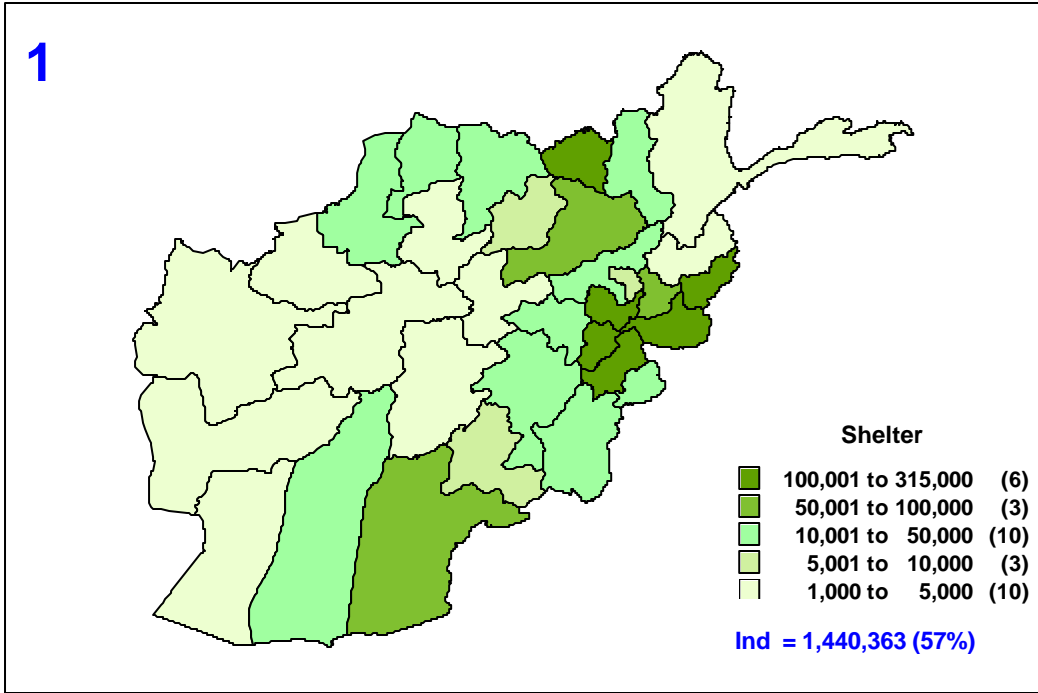 1
Shelter
100,001 to 315,000 (6)
50,001 to 100,000 (3)
10,001 to 50,000 (10)
5,001 to 10,000 (3)
1,000 to 5,000 (10)
Ind = 1,440,363 (57%)